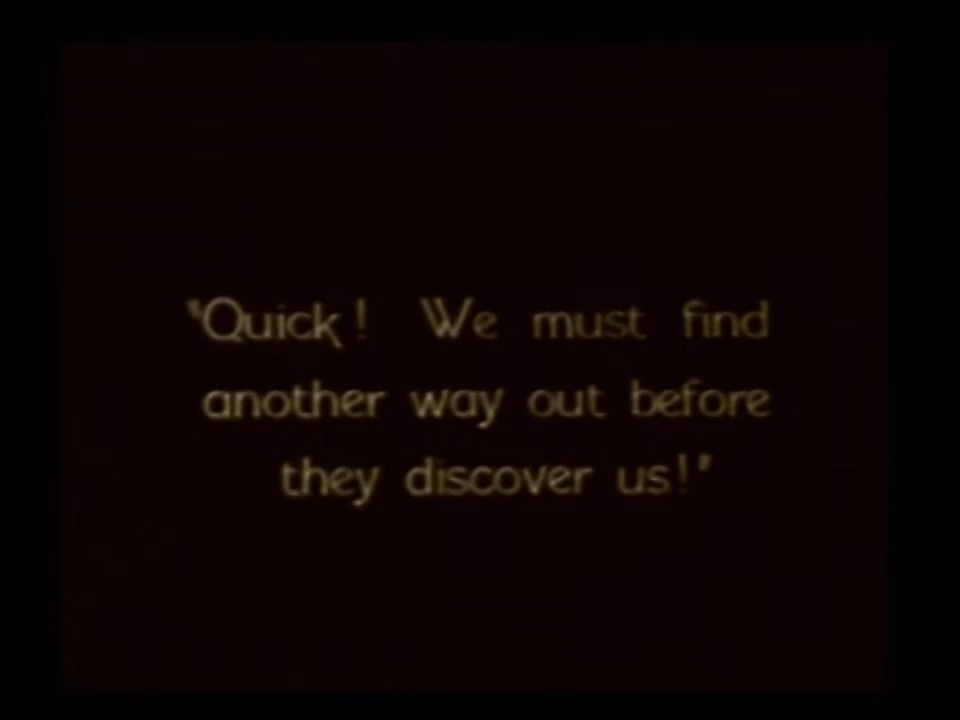 "Quick! We must find
another way out before
they discover us!"